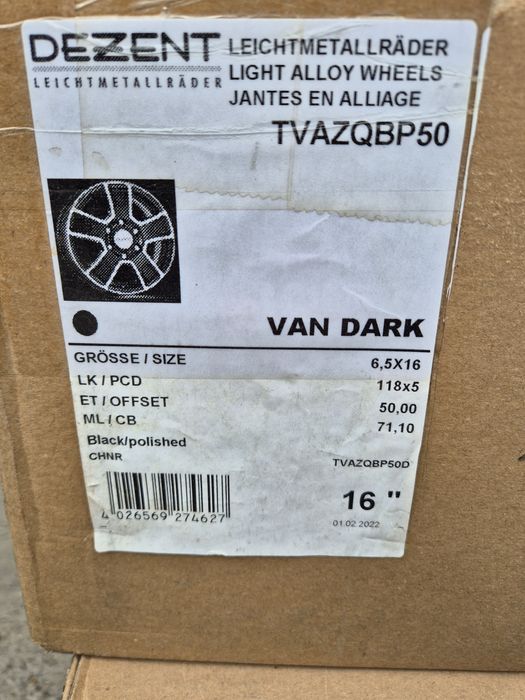 DEZENT
LEICHTMETALLRÄDER
LEICHTMETALLRÄDER
LIGHT ALLOY WHEELS
JANTES EN ALLIAGE
TVAZQBP50
VAN DARK
GRÖSSE / SIZE 6,5X16
LK / PCD 118x5
ET / OFFSET 50,00
ML / CB 71,10
Black/polished
CHNR TVAZQBP50D
4 026569 274627
16 "
01.02.2022